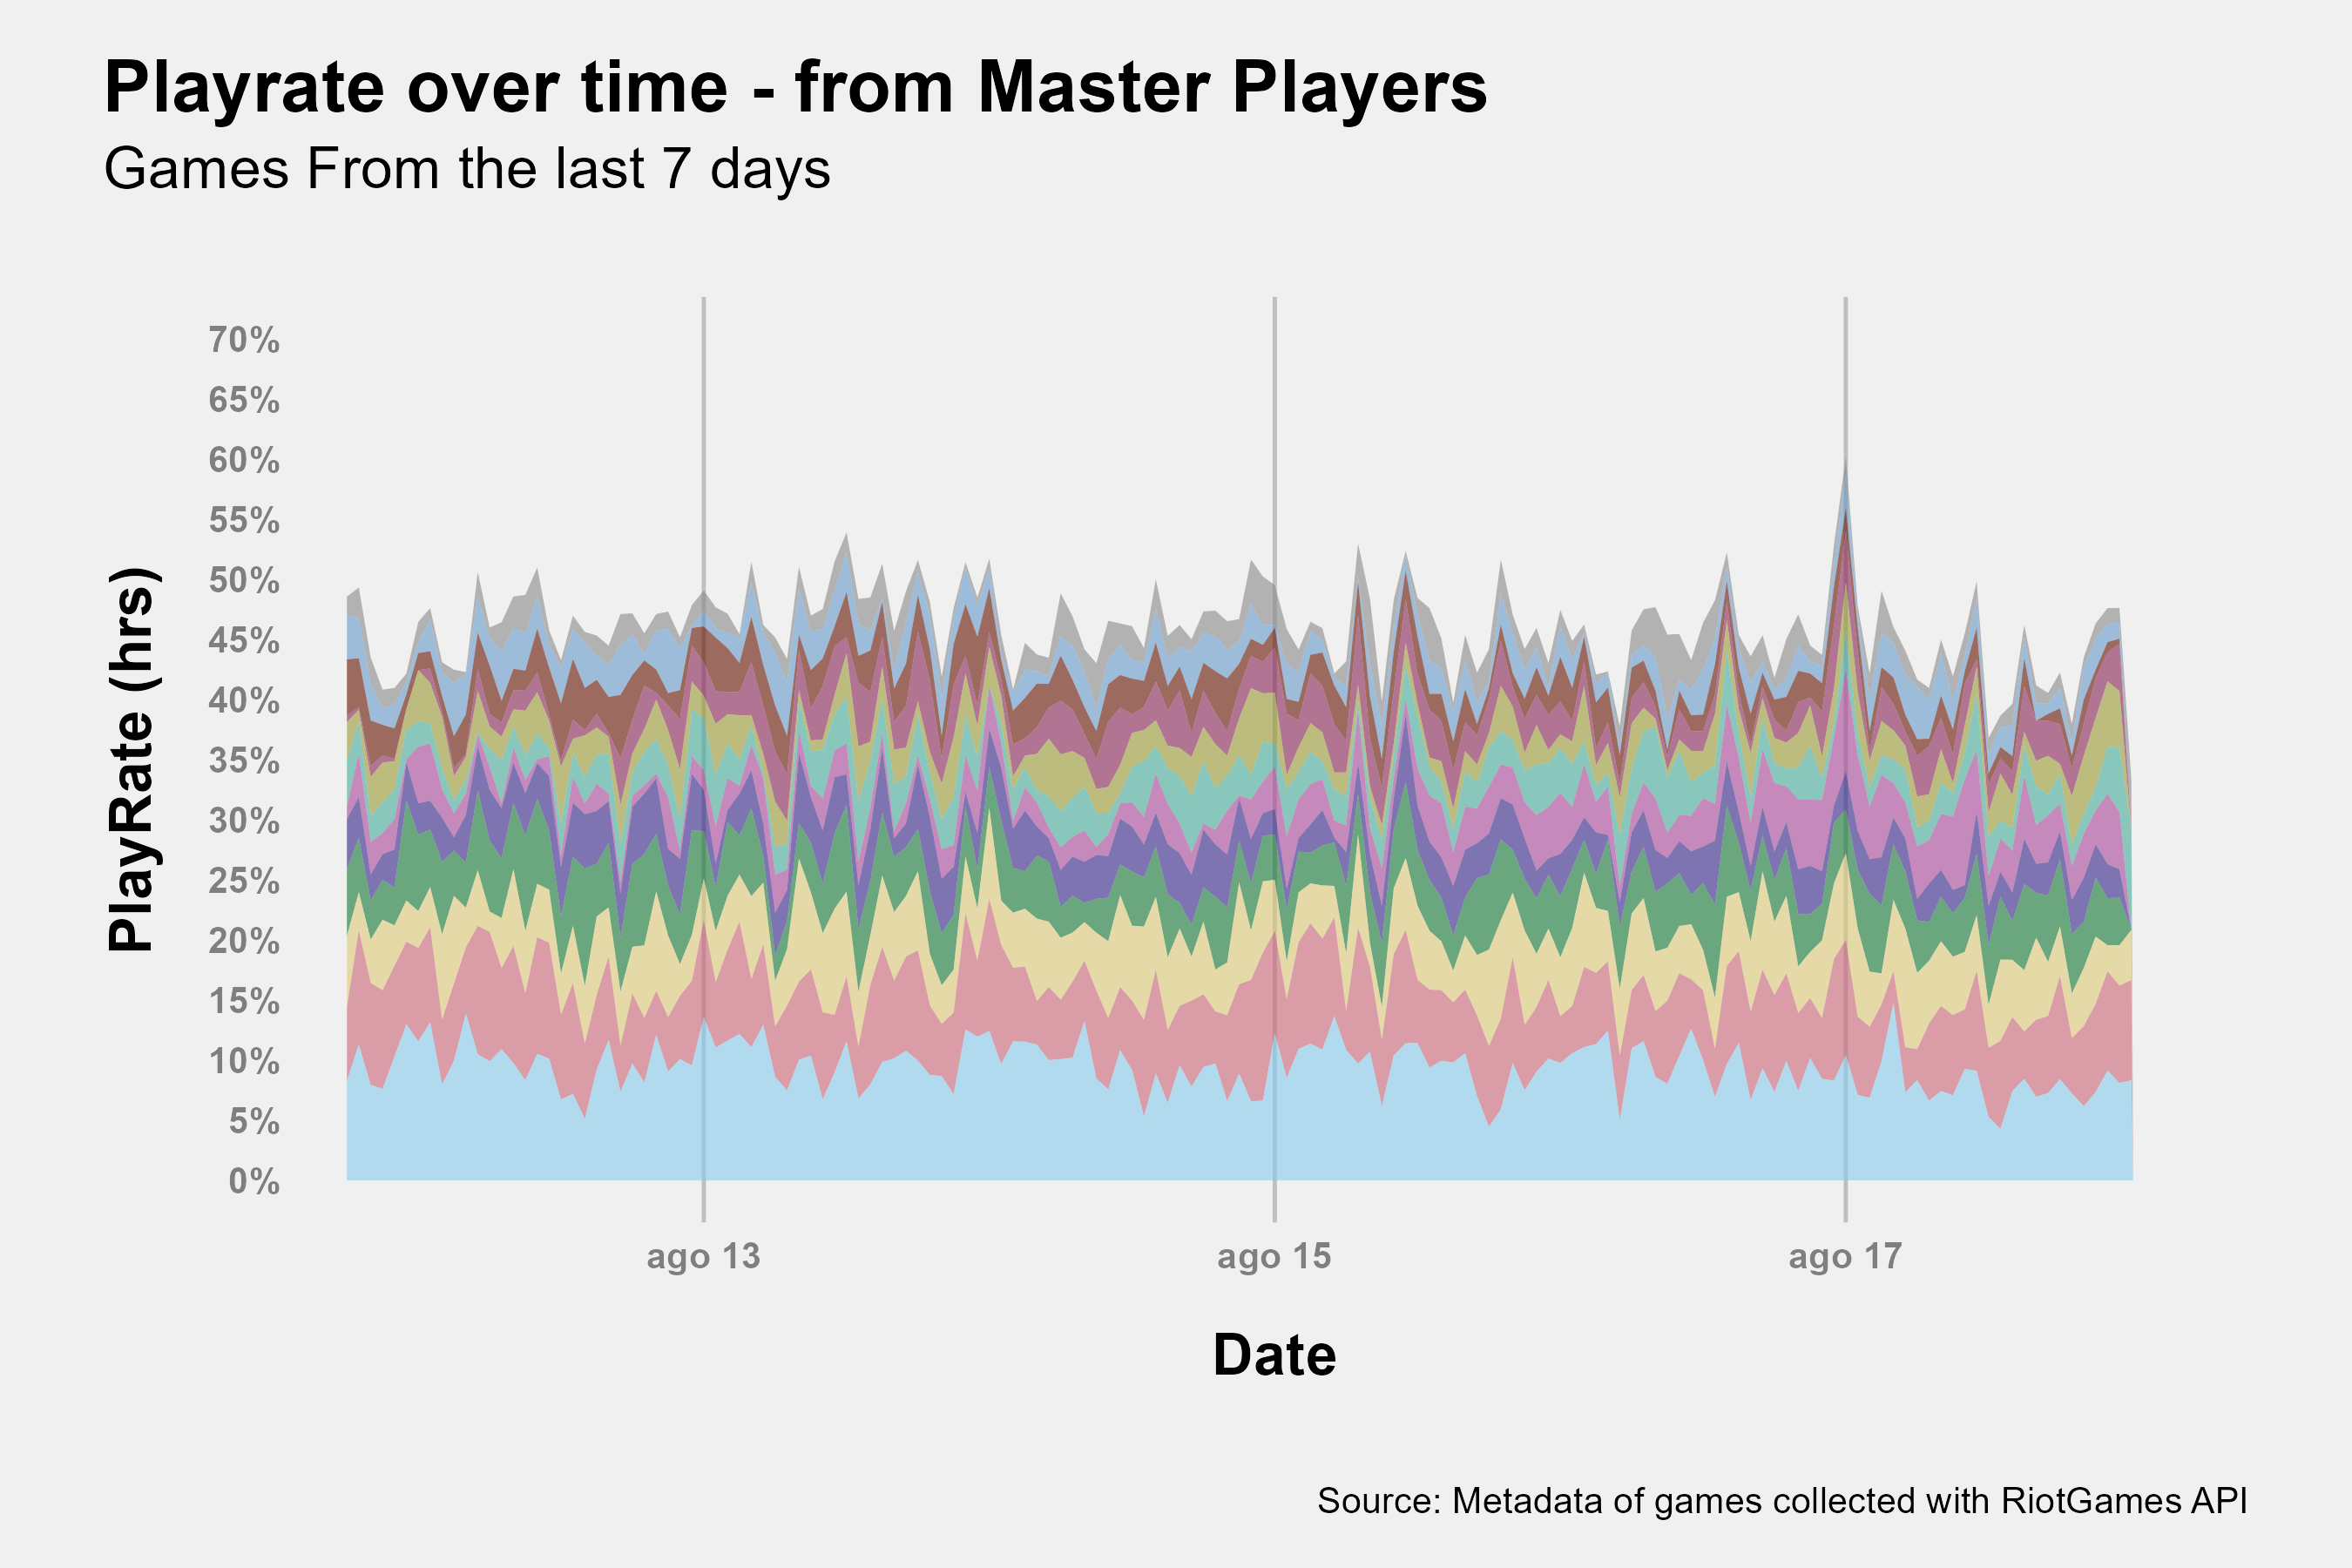 Playrate over time - from Master Players
Games From the last 7 days
PlayRate (hrs)
70%
65%
60%
55%
50%
45%
40%
35%
30%
25%
20%
15%
10%
5%
0%
ago 13
ago 15
ago 17
Date
Source: Metadata of games collected with RiotGames API